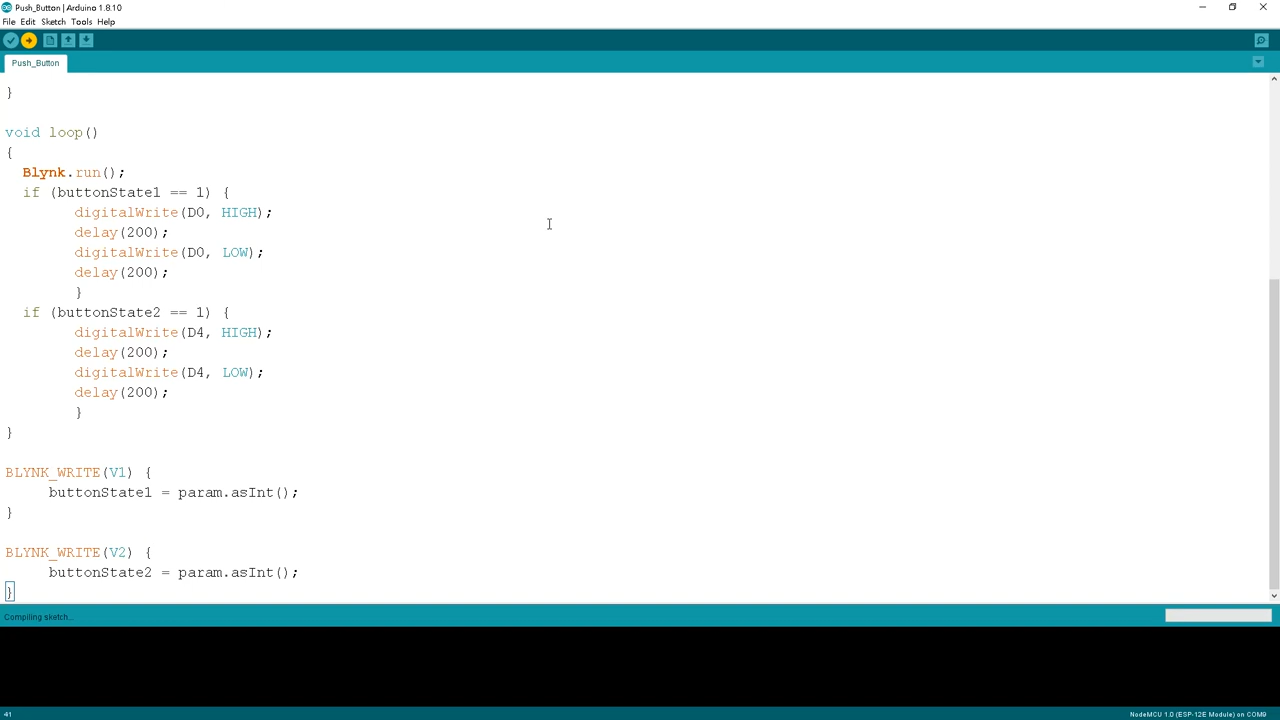 Push_Button | Arduino 1.8.10
File Edit Sketch Tools Help
Push_Button
}
void loop()
{
  Blynk.run();
  if (buttonState1 == 1) {
        digitalWrite(D0, HIGH);
        delay(200);
        digitalWrite(D0, LOW);
        delay(200);
        }
  if (buttonState2 == 1) {
        digitalWrite(D4, HIGH);
        delay(200);
        digitalWrite(D4, LOW);
        delay(200);
        }
}
BLYNK_WRITE(V1) {
     buttonState1 = param.asInt();
}
BLYNK_WRITE(V2) {
     buttonState2 = param.asInt();
}
Compiling sketch...
41
NodeMCU 1.0 (ESP-12E Module) on COM9